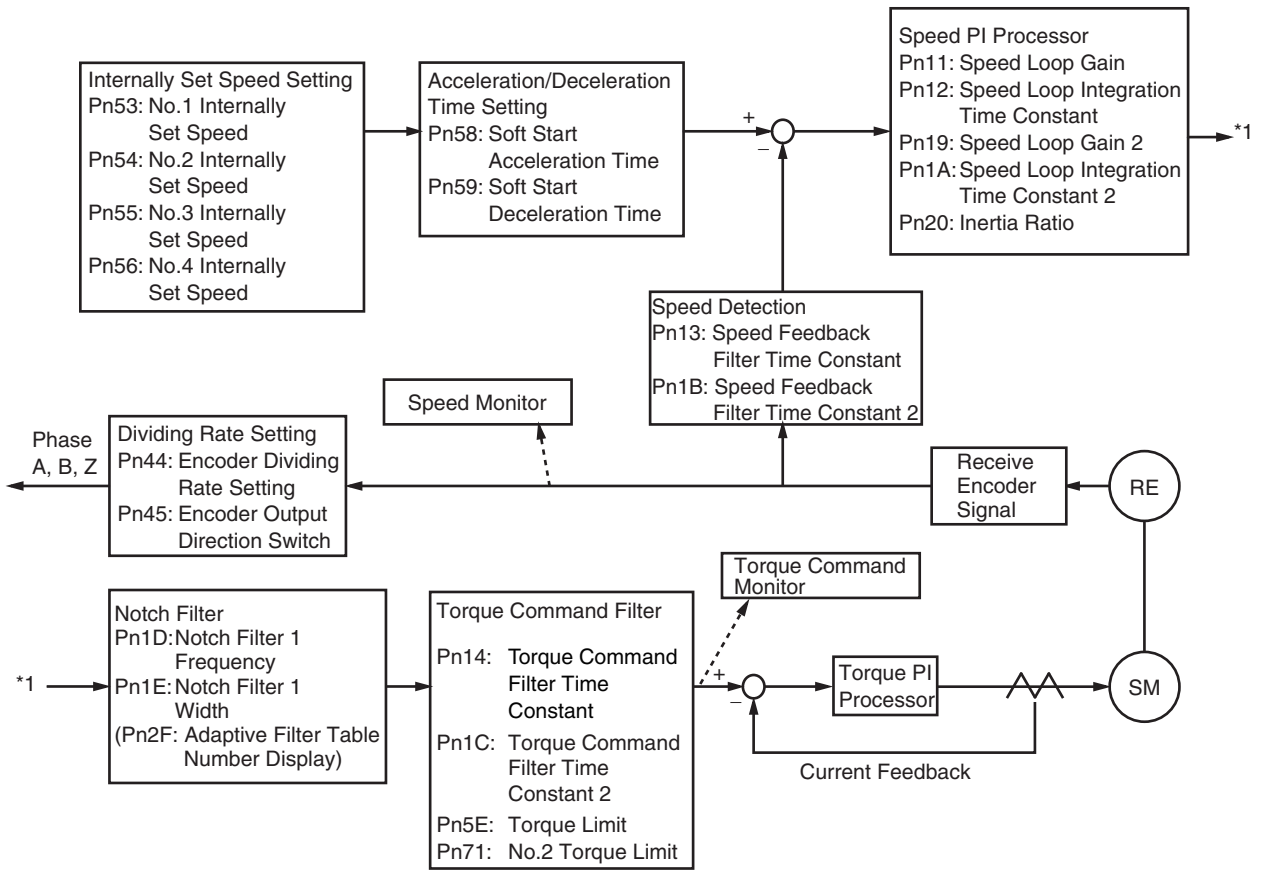 Internally Set Speed Setting
Pn53: No.1 Internally
Set Speed
Pn54: No.2 Internally
Set Speed
Pn55: No.3 Internally
Set Speed
Pn56: No.4 Internally
Set Speed
Acceleration/Deceleration
Time Setting
Pn58: Soft Start
Acceleration Time
Pn59: Soft Start
Deceleration Time
+
−
Speed PI Processor
Pn11: Speed Loop Gain
Pn12: Speed Loop Integration
Time Constant
Pn19: Speed Loop Gain 2
Pn1A: Speed Loop Integration
Time Constant 2
Pn20: Inertia Ratio
*1
Speed Detection
Pn13: Speed Feedback
Filter Time Constant
Pn1B: Speed Feedback
Filter Time Constant 2
Speed Monitor
Phase
A, B, Z
Dividing Rate Setting
Pn44: Encoder Dividing
Rate Setting
Pn45: Encoder Output
Direction Switch
Receive
Encoder
Signal
RE
*1
Notch Filter
Pn1D: Notch Filter 1
Frequency
Pn1E: Notch Filter 1
Width
(Pn2F: Adaptive Filter Table
Number Display)
Torque Command Filter
Pn14: Torque Command
Filter Time
Constant
Pn1C: Torque Command
Filter Time
Constant 2
Pn5E: Torque Limit
Pn71: No.2 Torque Limit
Torque Command
Monitor
+
−
Torque PI
Processor
SM
Current Feedback